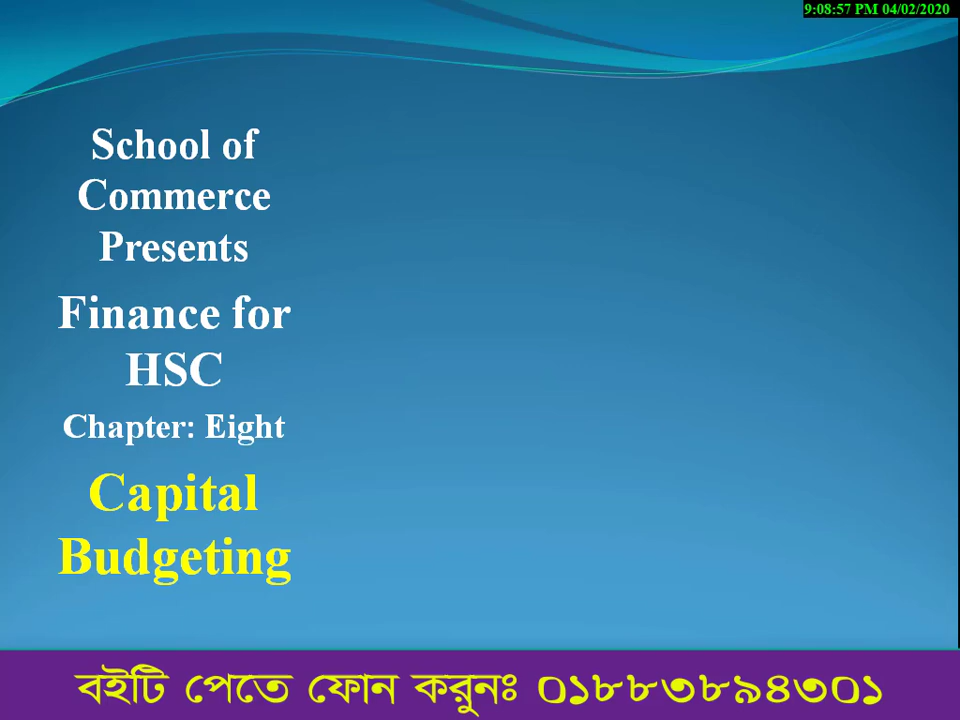 9:08:57 PM 04/02/2020
School of
Commerce
Presents
Finance for
HSC
Chapter: Eight
Capital
Budgeting
বইটি পেতে ফোন করুনঃ ০১৮৮৩৮৯৪৩০১